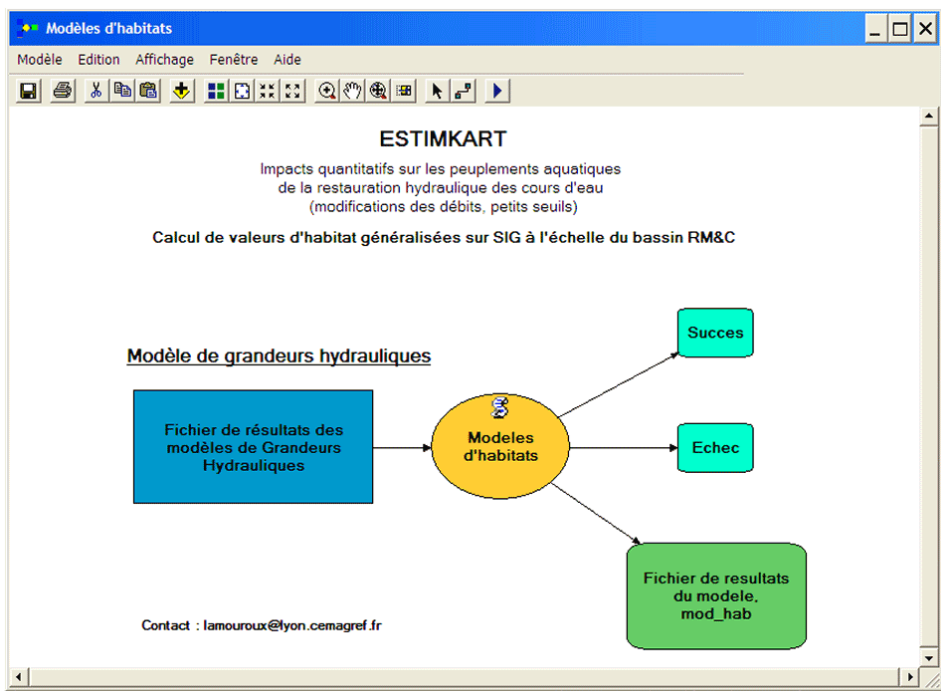 Modèles d'habitats
Modèle Edition Affichage Fenêtre Aide
ESTIMKART
Impacts quantitatifs sur les peuplements aquatiques
de la restauration hydraulique des cours d'eau
(modifications des débits, petits seuils)
Calcul de valeurs d'habitat généralisées sur SIG à l'échelle du bassin RM&C
Modèle de grandeurs hydrauliques
Fichier de résultats des
modèles de Grandeurs
Hydrauliques
Modeles
d'habitats
Succes
Echec
Fichier de resultats
du modele,
mod_hab
Contact : lamouroux@lyon.cemagref.fr